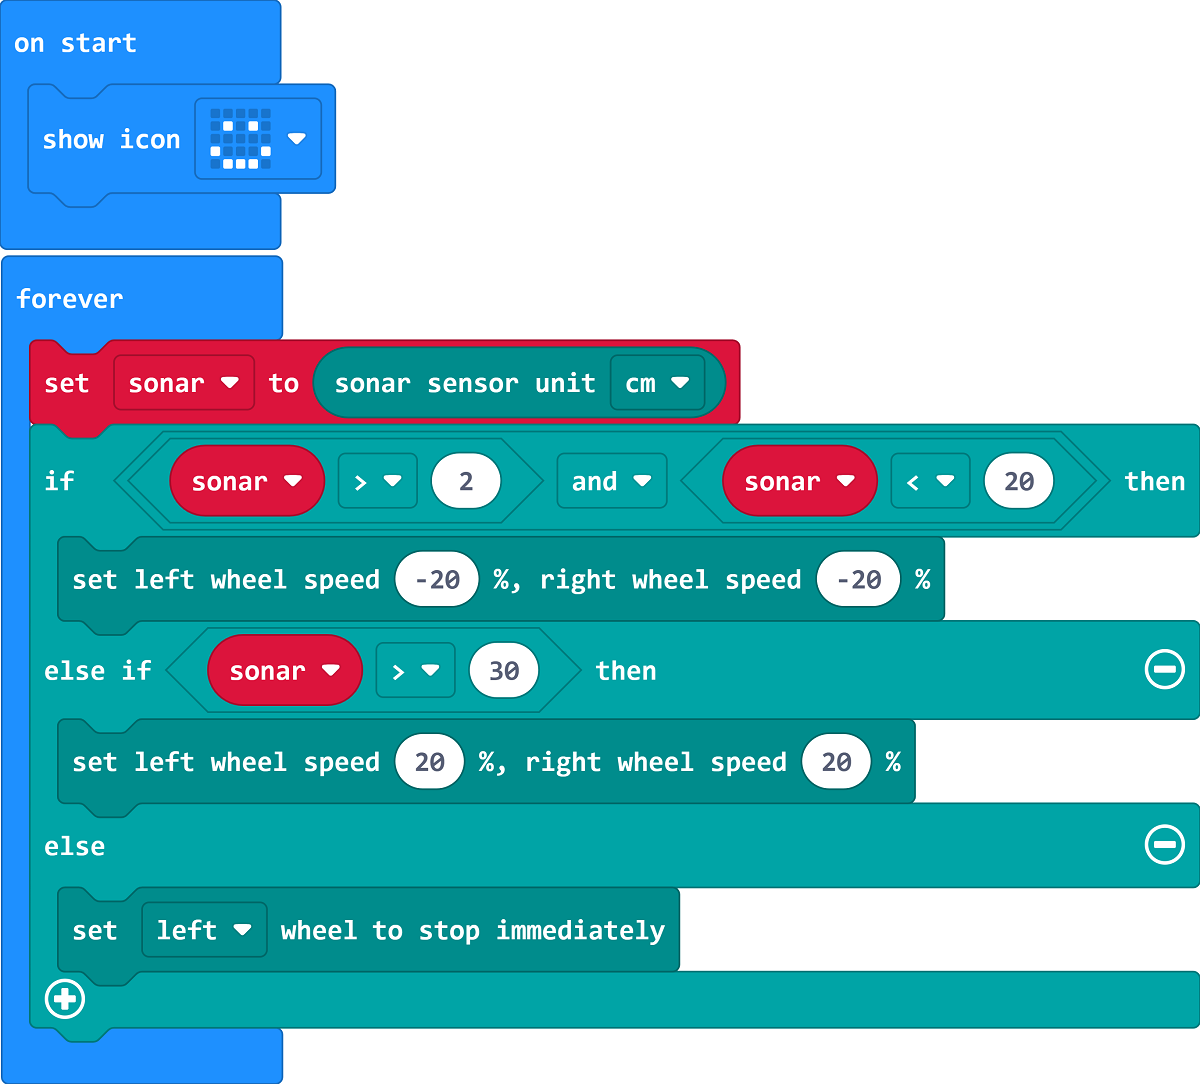 on start
show icon
forever
set sonar to sonar sensor unit cm
if sonar > 2 and sonar < 20 then
set left wheel speed -20 %, right wheel speed -20 %
else if sonar > 30 then
set left wheel speed 20 %, right wheel speed 20 %
else
set left wheel to stop immediately